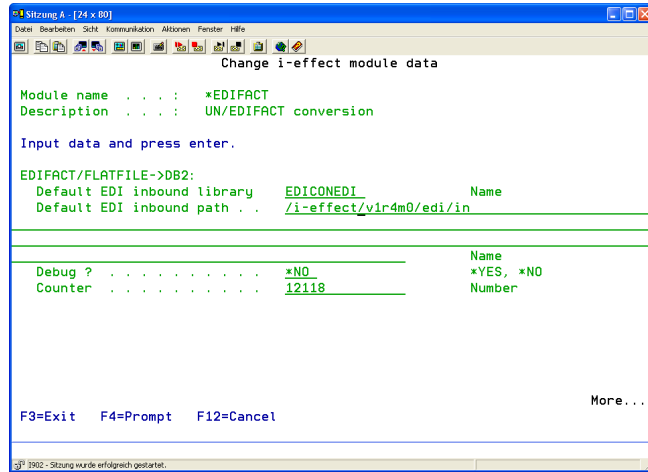 Sitzung A - [24 x 80]
Datei Bearbeiten Sicht Kommunikation Aktionen Fenster Hilfe
Change i-effect module data
Module name . . . : *EDIFACT
Description . . . : UN/EDIFACT conversion
Input data and press enter.
EDIFACT/FLATFILE->DB2:
Default EDI inbound library EDICONEDI Name
Default EDI inbound path . . /i-effect/v1r4m0/edi/in
Name
Debug ? . . . . . . . . . . *NO *YES, *NO
Counter . . . . . . . . . . 12118 Number
More...
F3=Exit F4=Prompt F12=Cancel
I902 - Sitzung wurde erfolgreich gestartet.